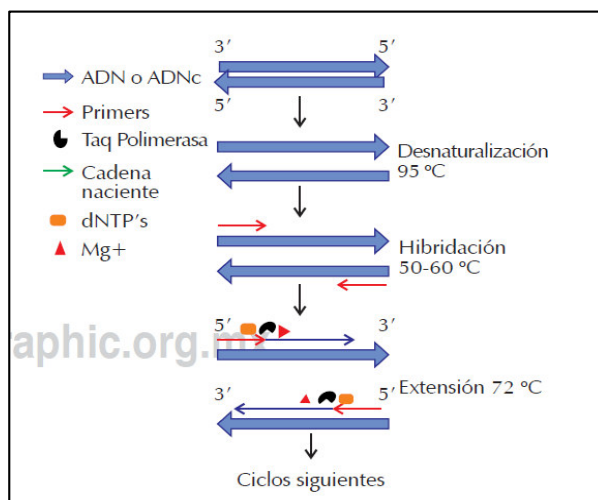 3′ 5′
ADN o ADNc
5′ 3′
Primers
Taq Polimerasa
Cadena
naciente
dNTP's
Mg+
Desnaturalización
95 ºC
Hibridación
50-60 ºC
5′ 3′
raphic.org.m
3′ 5′
Extensión 72 ºC
Ciclos siguientes